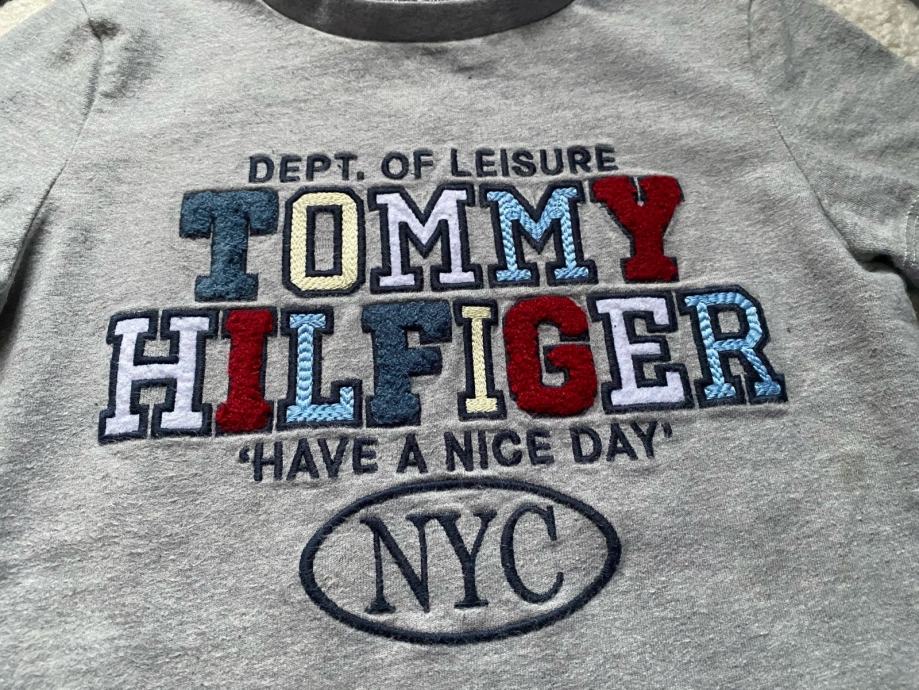 DEPT. OF LEISURE
TOMMY
HILFIGER
‘HAVE A NICE DAY’
NYC